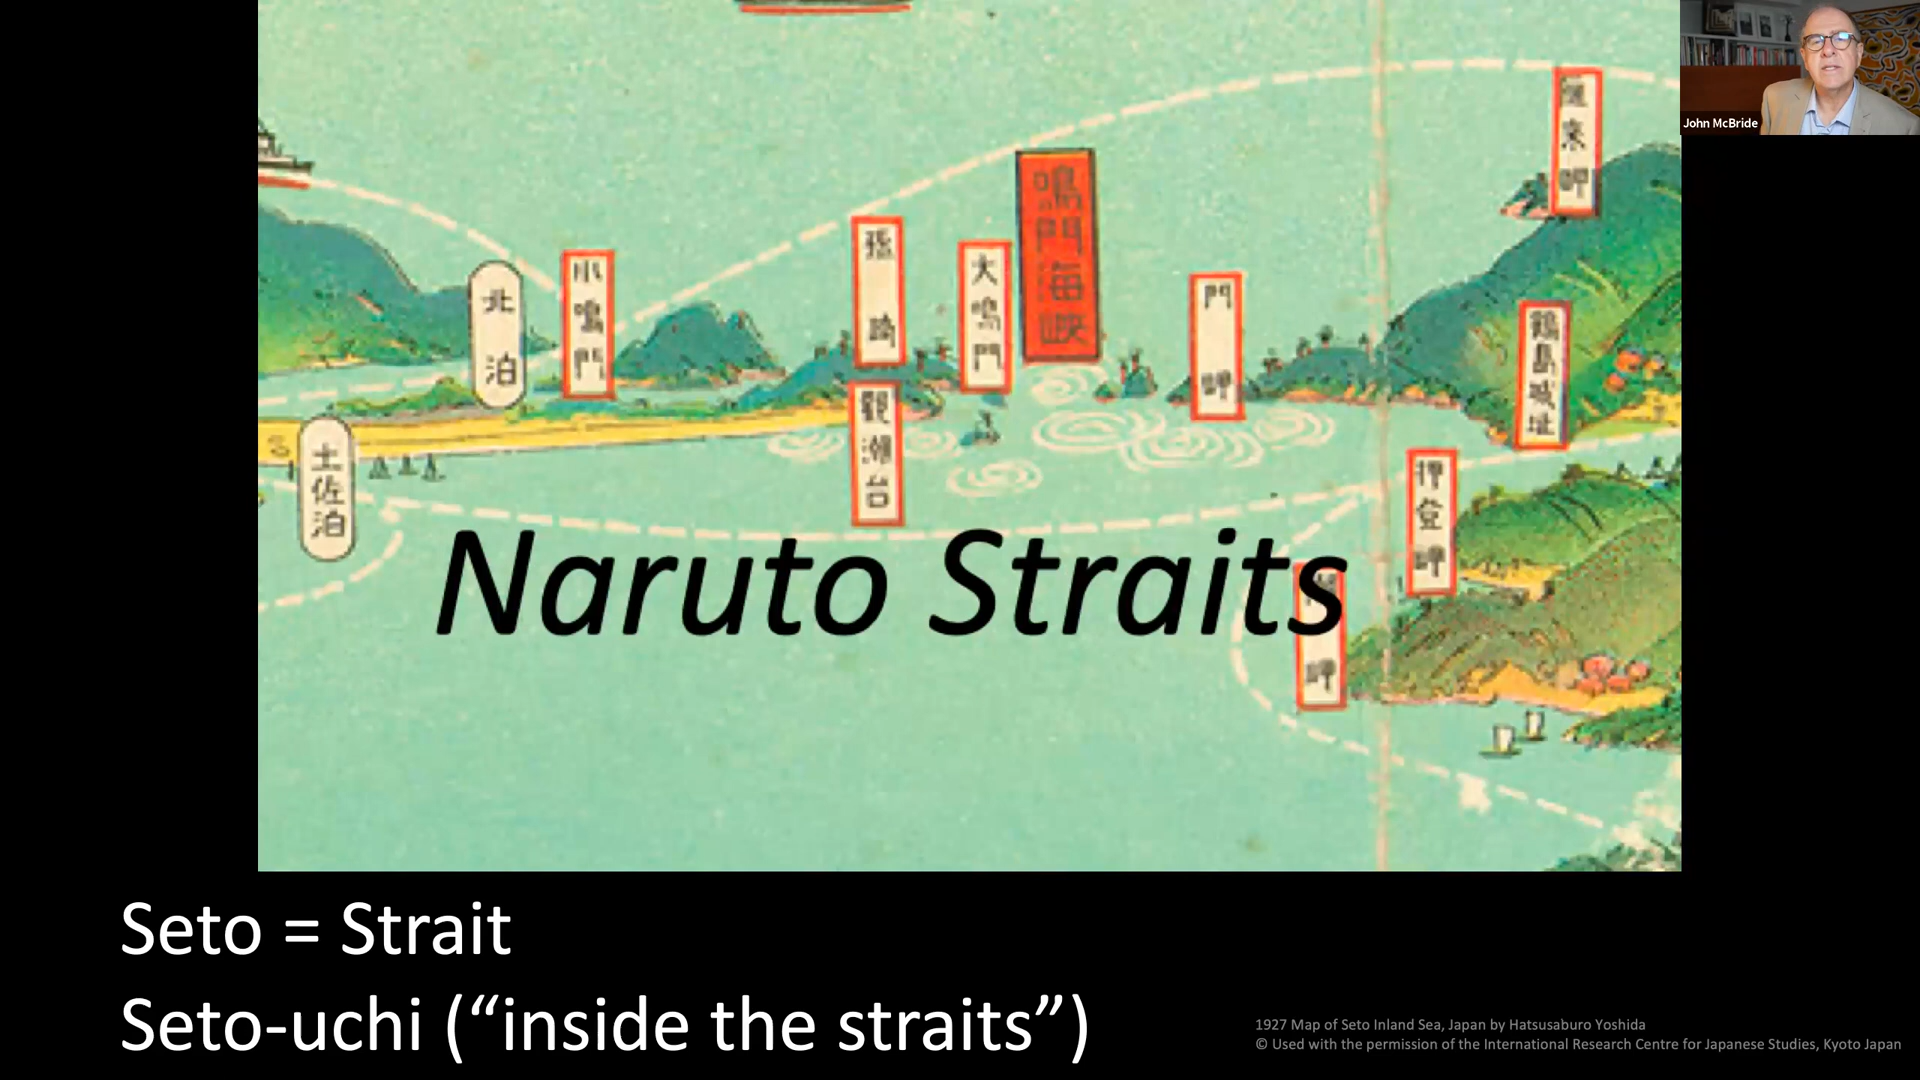 John McBride
北泊
小鳴門
土佐泊
孫崎
観潮台
大鳴門
鳴門海峡
門岬
鶴島城址
押登岬
岬
Naruto Straits
Seto = Strait
Seto-uchi (“inside the straits”)
1927 Map of Seto Inland Sea, Japan by Hatsusaburo Yoshida
© Used with the permission of the International Research Centre for Japanese Studies, Kyoto Japan